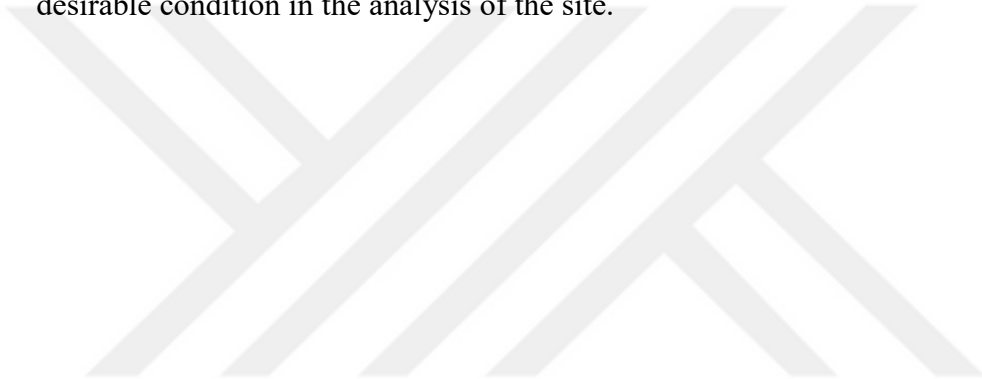 desirable condition in the analysis of the site.